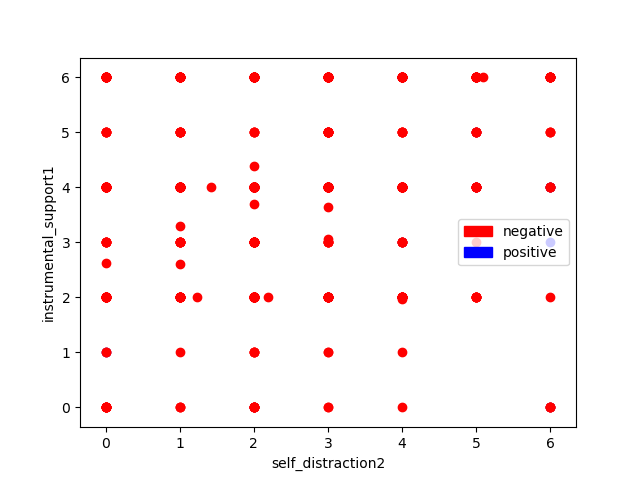 6
5
4
3
2
1
0
instrumental_support1
negative
positive
0 1 2 3 4 5 6
self_distraction2